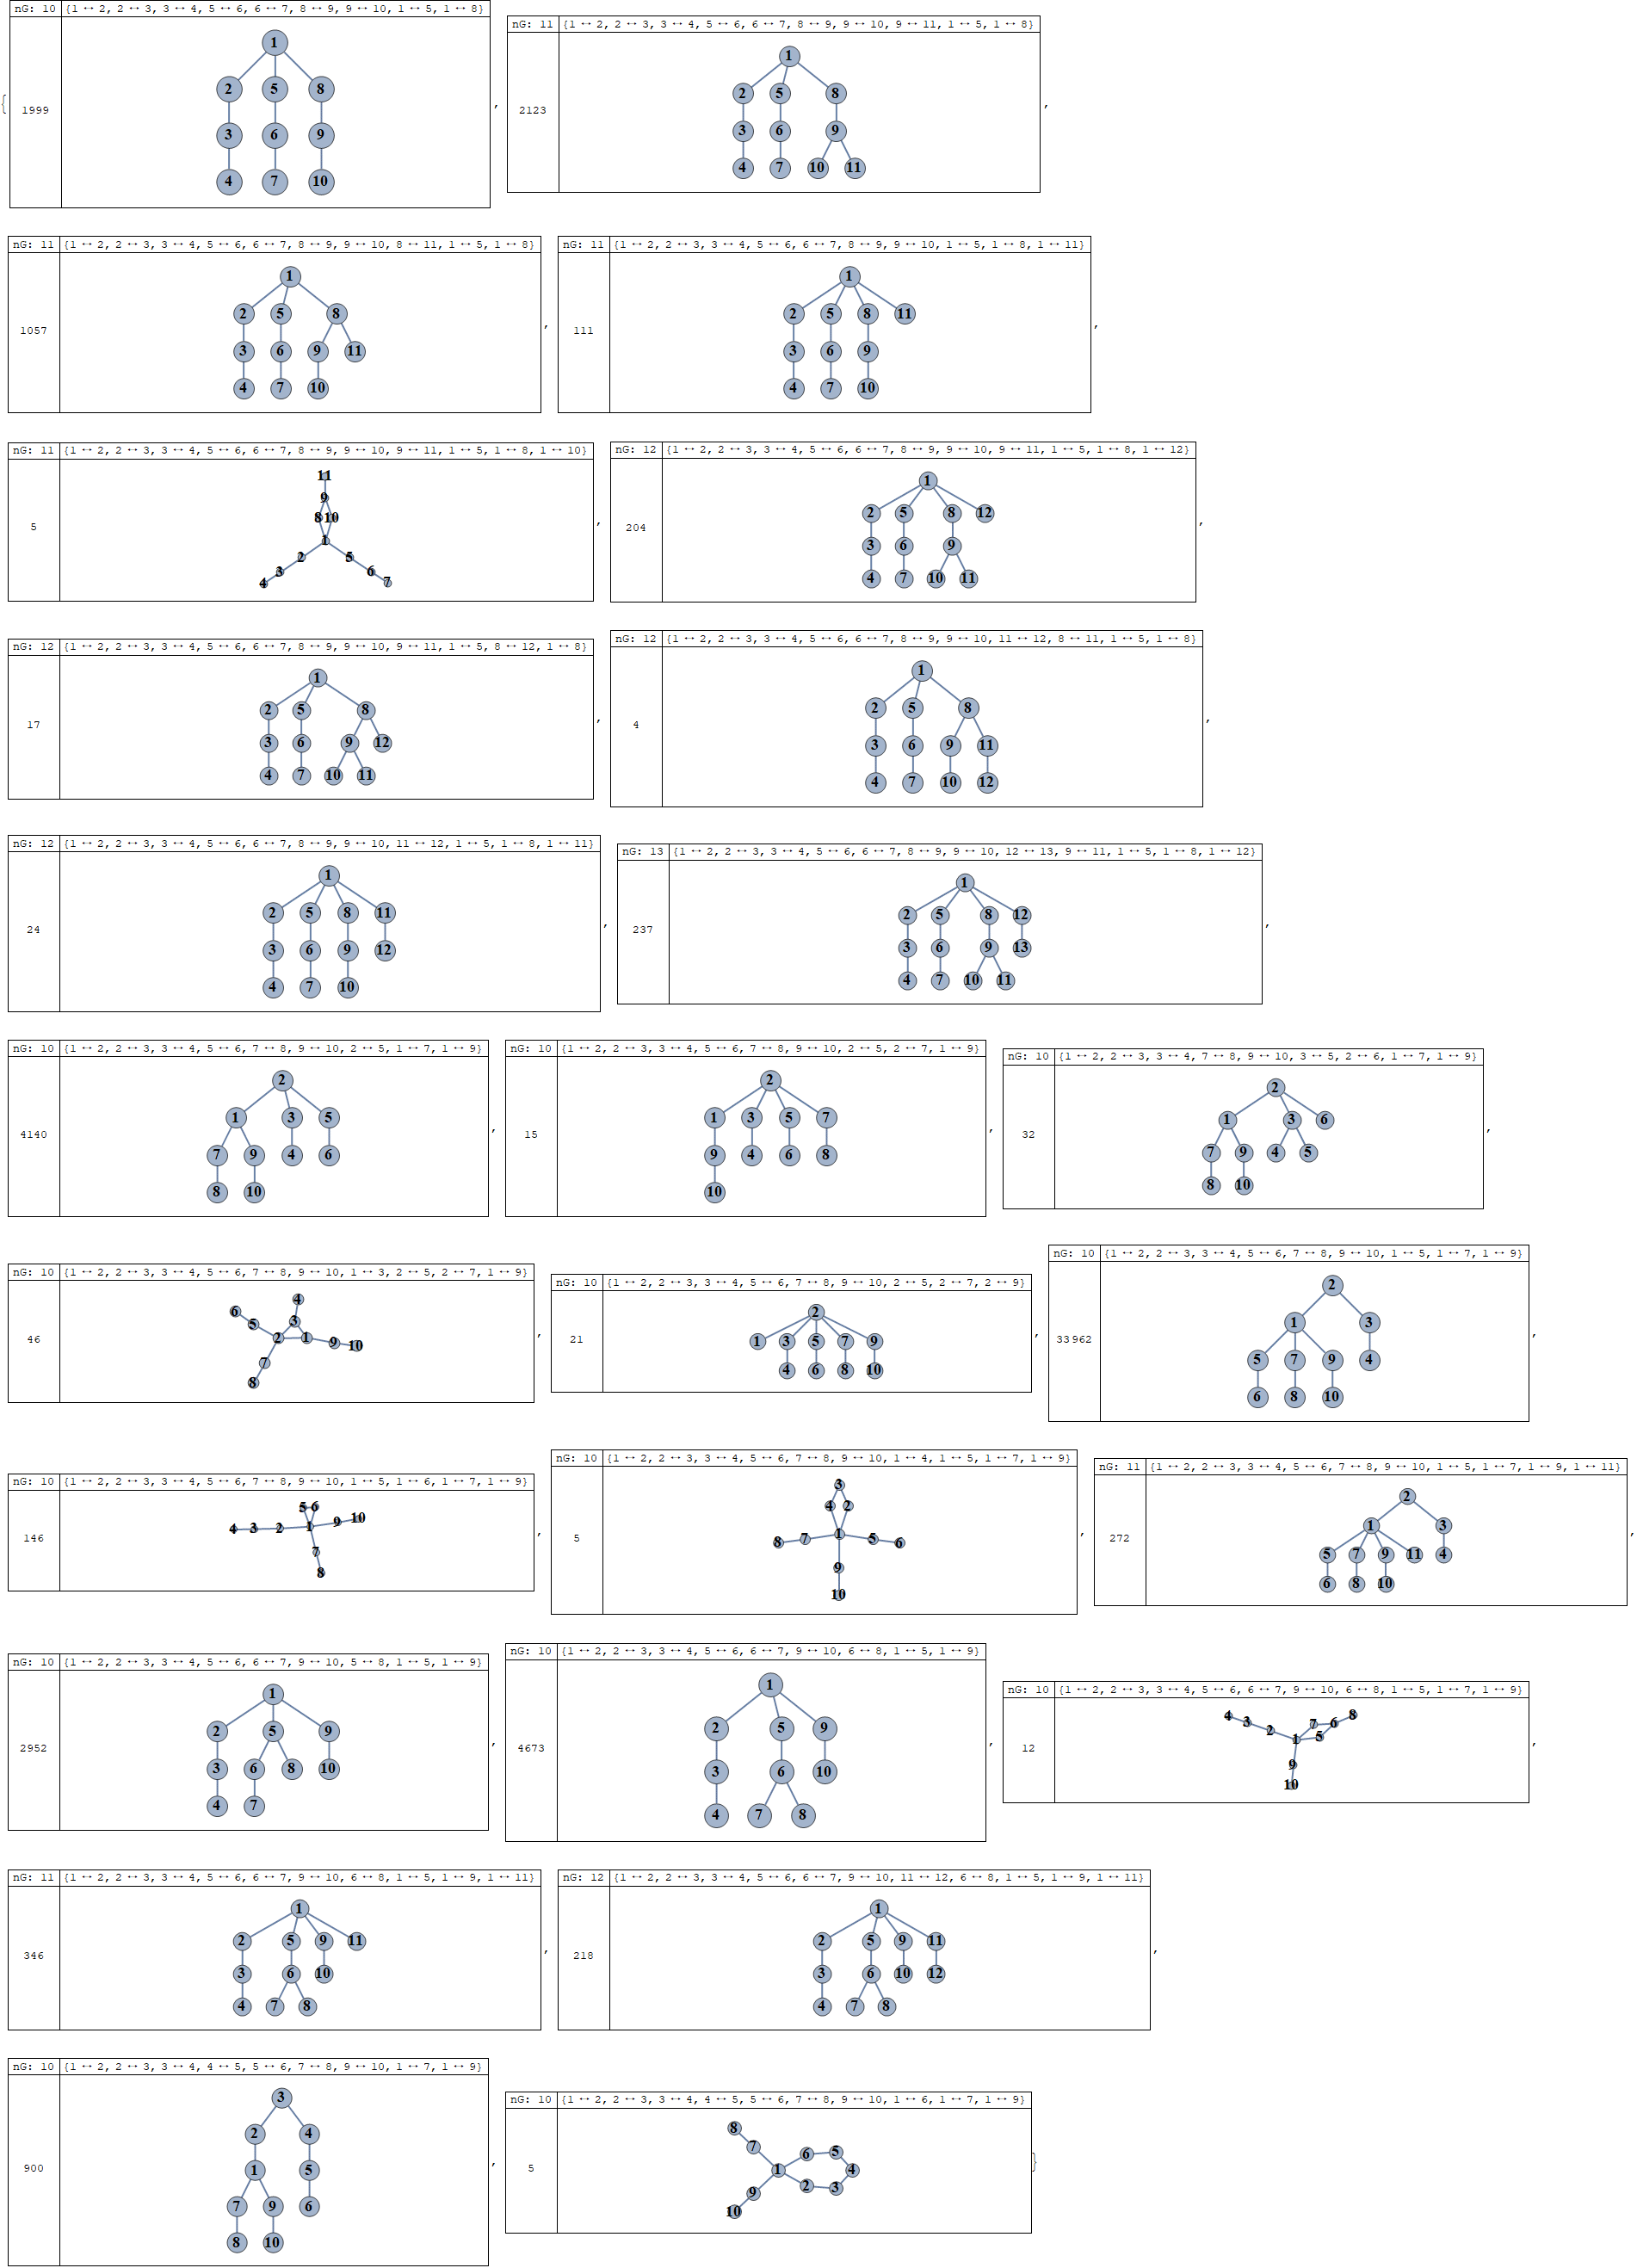 { nG: 10 {1 ↔ 2, 2 ↔ 3, 3 ↔ 4, 5 ↔ 6, 6 ↔ 7, 8 ↔ 9, 9 ↔ 10, 1 ↔ 5, 1 ↔ 8}
1999
1
2 5 8
3 6 9
4 7 10
,
nG: 11 {1 ↔ 2, 2 ↔ 3, 3 ↔ 4, 5 ↔ 6, 6 ↔ 7, 8 ↔ 9, 9 ↔ 10, 9 ↔ 11, 1 ↔ 5, 1 ↔ 8}
2123
1
2 5 8
3 6 9
4 7 10 11
,
nG: 11 {1 ↔ 2, 2 ↔ 3, 3 ↔ 4, 5 ↔ 6, 6 ↔ 7, 8 ↔ 9, 9 ↔ 10, 8 ↔ 11, 1 ↔ 5, 1 ↔ 8}
1057
1
2 5 8
3 6 9 11
4 7 10
,
nG: 11 {1 ↔ 2, 2 ↔ 3, 3 ↔ 4, 5 ↔ 6, 6 ↔ 7, 8 ↔ 9, 9 ↔ 10, 1 ↔ 5, 1 ↔ 8, 1 ↔ 11}
111
1
2 5 8 11
3 6 9
4 7 10
,
nG: 11 {1 ↔ 2, 2 ↔ 3, 3 ↔ 4, 5 ↔ 6, 6 ↔ 7, 8 ↔ 9, 9 ↔ 10, 9 ↔ 11, 1 ↔ 5, 1 ↔ 8, 1 ↔ 10}
5
11
9
8 10
1
2 5
3 6
4 7
,
nG: 12 {1 ↔ 2, 2 ↔ 3, 3 ↔ 4, 5 ↔ 6, 6 ↔ 7, 8 ↔ 9, 9 ↔ 10, 9 ↔ 11, 1 ↔ 5, 1 ↔ 8, 1 ↔ 12}
204
1
2 5 8 12
3 6 9
4 7 10 11
,
nG: 12 {1 ↔ 2, 2 ↔ 3, 3 ↔ 4, 5 ↔ 6, 6 ↔ 7, 8 ↔ 9, 9 ↔ 10, 9 ↔ 11, 1 ↔ 5, 8 ↔ 12, 1 ↔ 8}
17
1
2 5 8
3 6 9 12
4 7 10 11
,
nG: 12 {1 ↔ 2, 2 ↔ 3, 3 ↔ 4, 5 ↔ 6, 6 ↔ 7, 8 ↔ 9, 9 ↔ 10, 11 ↔ 12, 8 ↔ 11, 1 ↔ 5, 1 ↔ 8}
4
1
2 5 8
3 6 9 11
4 7 10 12
,
nG: 12 {1 ↔ 2, 2 ↔ 3, 3 ↔ 4, 5 ↔ 6, 6 ↔ 7, 8 ↔ 9, 9 ↔ 10, 11 ↔ 12, 1 ↔ 5, 1 ↔ 8, 1 ↔ 11}
24
1
2 5 8 11
3 6 9 12
4 7 10
,
nG: 13 {1 ↔ 2, 2 ↔ 3, 3 ↔ 4, 5 ↔ 6, 6 ↔ 7, 8 ↔ 9, 9 ↔ 10, 12 ↔ 13, 9 ↔ 11, 1 ↔ 5, 1 ↔ 8, 1 ↔ 12}
237
1
2 5 8 12
3 6 9 13
4 7 10 11
,
nG: 10 {1 ↔ 2, 2 ↔ 3, 3 ↔ 4, 5 ↔ 6, 7 ↔ 8, 9 ↔ 10, 2 ↔ 5, 1 ↔ 7, 1 ↔ 9}
4140
2
1 3 5
7 9 4 6
8 10
,
nG: 10 {1 ↔ 2, 2 ↔ 3, 3 ↔ 4, 5 ↔ 6, 7 ↔ 8, 9 ↔ 10, 2 ↔ 5, 2 ↔ 7, 1 ↔ 9}
15
2
1 3 5 7
9 4 6 8
10
,
nG: 10 {1 ↔ 2, 2 ↔ 3, 3 ↔ 4, 7 ↔ 8, 9 ↔ 10, 3 ↔ 5, 2 ↔ 6, 1 ↔ 7, 1 ↔ 9}
32
2
1 3 6
7 9 4 5
8 10
,
nG: 10 {1 ↔ 2, 2 ↔ 3, 3 ↔ 4, 5 ↔ 6, 7 ↔ 8, 9 ↔ 10, 1 ↔ 3, 2 ↔ 5, 2 ↔ 7, 1 ↔ 9}
46
4
6
5 3
2 1 9 10
7
8
,
nG: 10 {1 ↔ 2, 2 ↔ 3, 3 ↔ 4, 5 ↔ 6, 7 ↔ 8, 9 ↔ 10, 2 ↔ 5, 2 ↔ 7, 2 ↔ 9}
21
2
1 3 5 7 9
4 6 8 10
,
nG: 10 {1 ↔ 2, 2 ↔ 3, 3 ↔ 4, 5 ↔ 6, 7 ↔ 8, 9 ↔ 10, 1 ↔ 5, 1 ↔ 7, 1 ↔ 9}
33 962
2
1 3
5 7 9 4
6 8 10
,
nG: 10 {1 ↔ 2, 2 ↔ 3, 3 ↔ 4, 5 ↔ 6, 7 ↔ 8, 9 ↔ 10, 1 ↔ 5, 1 ↔ 6, 1 ↔ 7, 1 ↔ 9}
146
5 6
4 3 2 1 9 10
7
8
,
nG: 10 {1 ↔ 2, 2 ↔ 3, 3 ↔ 4, 5 ↔ 6, 7 ↔ 8, 9 ↔ 10, 1 ↔ 4, 1 ↔ 5, 1 ↔ 7, 1 ↔ 9}
5
3
4 2
8 7 1 5 6
9
10
,
nG: 11 {1 ↔ 2, 2 ↔ 3, 3 ↔ 4, 5 ↔ 6, 7 ↔ 8, 9 ↔ 10, 1 ↔ 5, 1 ↔ 7, 1 ↔ 9, 1 ↔ 11}
272
2
1 3
5 7 9 11 4
6 8 10
,
nG: 10 {1 ↔ 2, 2 ↔ 3, 3 ↔ 4, 5 ↔ 6, 6 ↔ 7, 9 ↔ 10, 5 ↔ 8, 1 ↔ 5, 1 ↔ 9}
2952
1
2 5 9
3 6 8 10
4 7
,
nG: 10 {1 ↔ 2, 2 ↔ 3, 3 ↔ 4, 5 ↔ 6, 6 ↔ 7, 9 ↔ 10, 6 ↔ 8, 1 ↔ 5, 1 ↔ 9}
4673
1
2 5 9
3 6 10
4 7 8
,
nG: 10 {1 ↔ 2, 2 ↔ 3, 3 ↔ 4, 5 ↔ 6, 6 ↔ 7, 9 ↔ 10, 6 ↔ 8, 1 ↔ 5, 1 ↔ 7, 1 ↔ 9}
12
4 3 2 1 7 6 8
5
9
10
,
nG: 11 {1 ↔ 2, 2 ↔ 3, 3 ↔ 4, 5 ↔ 6, 6 ↔ 7, 9 ↔ 10, 6 ↔ 8, 1 ↔ 5, 1 ↔ 9, 1 ↔ 11}
346
1
2 5 9 11
3 6 10
4 7 8
,
nG: 12 {1 ↔ 2, 2 ↔ 3, 3 ↔ 4, 5 ↔ 6, 6 ↔ 7, 9 ↔ 10, 11 ↔ 12, 6 ↔ 8, 1 ↔ 5, 1 ↔ 9, 1 ↔ 11}
218
1
2 5 9 11
3 6 10 12
4 7 8
,
nG: 10 {1 ↔ 2, 2 ↔ 3, 3 ↔ 4, 4 ↔ 5, 5 ↔ 6, 7 ↔ 8, 9 ↔ 10, 1 ↔ 7, 1 ↔ 9}
900
3
2 4
1 5
7 9 6
8 10
,
nG: 10 {1 ↔ 2, 2 ↔ 3, 3 ↔ 4, 4 ↔ 5, 5 ↔ 6, 7 ↔ 8, 9 ↔ 10, 1 ↔ 6, 1 ↔ 7, 1 ↔ 9}
5
8
7 6 5
1 4
9 2 3
10
}